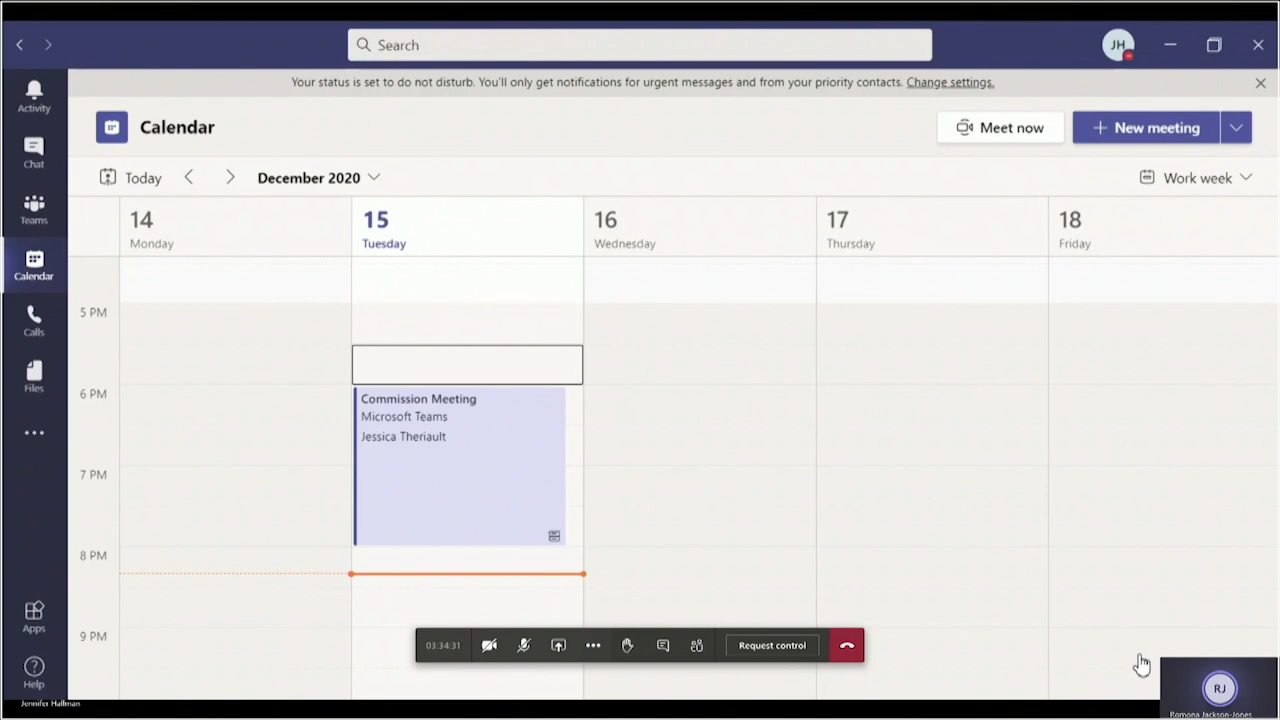 Search
JH
Your status is set to do not disturb. You'll only get notifications for urgent messages and from your priority contacts. Change settings.
Activity
Chat
Teams
Calendar
Calls
Files
Apps
Help
Calendar
Meet now
New meeting
Today
December 2020
Work week
14
Monday
15
Tuesday
16
Wednesday
17
Thursday
18
Friday
5 PM
6 PM
7 PM
8 PM
9 PM
Commission Meeting
Microsoft Teams
Jessica Theriault
03:34:31
Request control
RJ
Romona Jackson-Jones
Jennifer Hallman